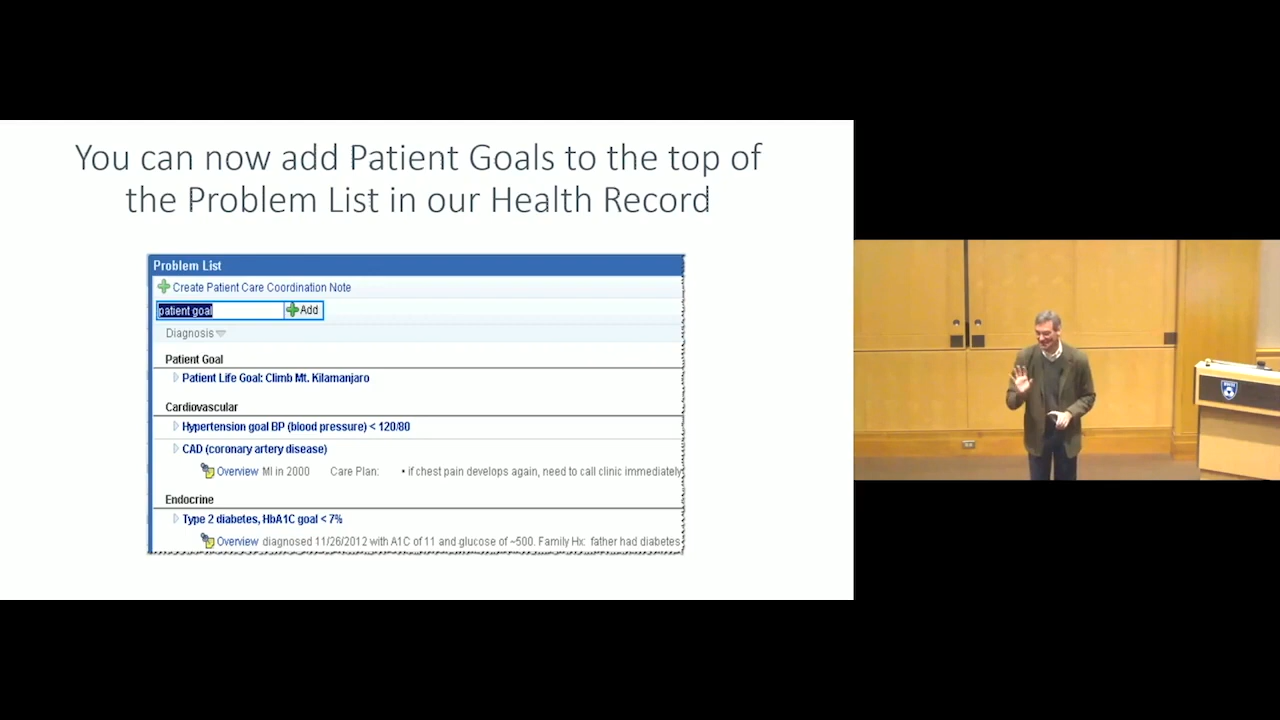 You can now add Patient Goals to the top of
the Problem List in our Health Record
Problem List
Create Patient Care Coordination Note
patient goal Add
Diagnosis
Patient Goal
Patient Life Goal: Climb Mt. Kilamanjaro
Cardiovascular
Hypertension goal BP (blood pressure) < 120/80
CAD (coronary artery disease)
Overview MI in 2000 Care Plan: • if chest pain develops again, need to call clinic immediately
Endocrine
Type 2 diabetes, HbA1C goal < 7%
Overview diagnosed 11/26/2012 with A1C of 11 and glucose of ~500. Family Hx: father had diabetes